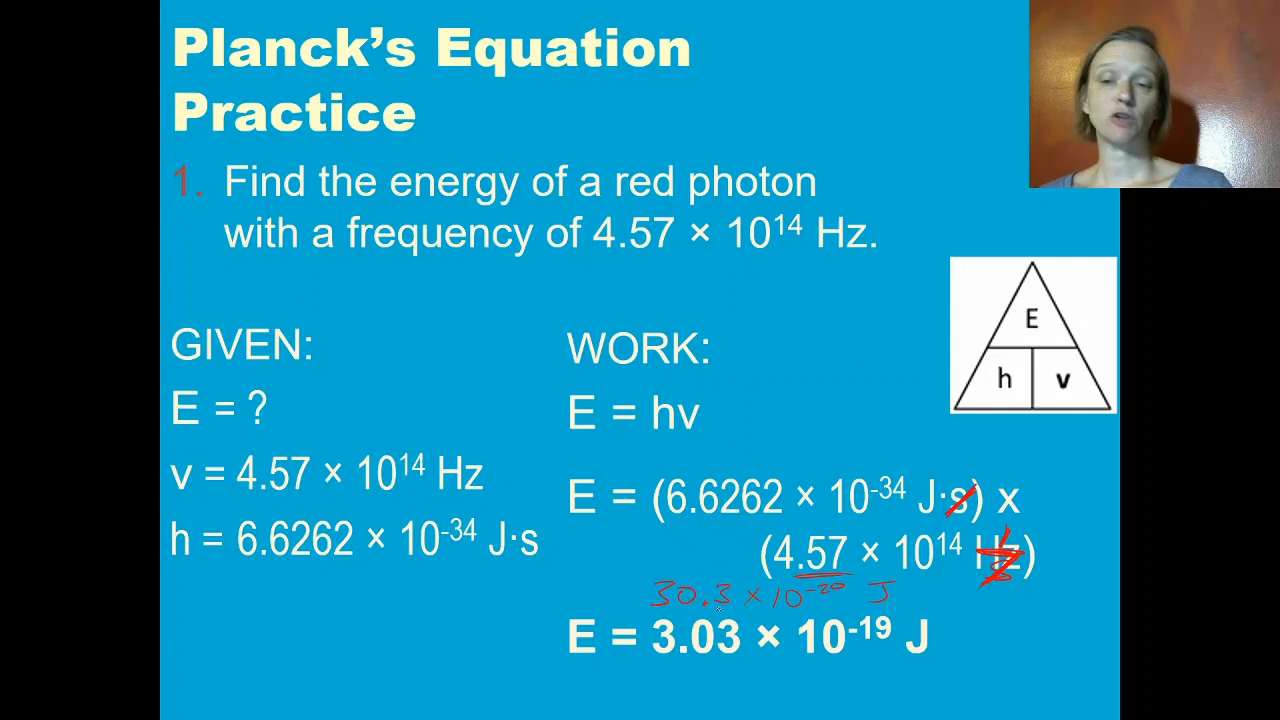 Planck’s Equation
Practice
1. Find the energy of a red photon
with a frequency of 4.57 × 10¹⁴ Hz.
GIVEN:
E = ?
v = 4.57 × 10¹⁴ Hz
h = 6.6262 × 10⁻³⁴ J·s
WORK:
E = hv
E = (6.6262 × 10⁻³⁴ J·s) x
(4.57 × 10¹⁴ Hz)
30.3 × 10⁻²⁰ J
E = 3.03 × 10⁻¹⁹ J
E
h v